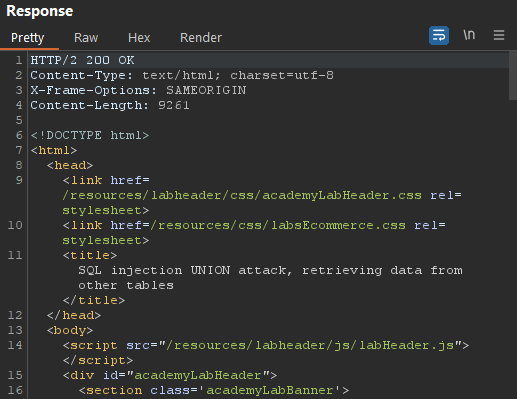 Response
Pretty Raw Hex Render \n
1 HTTP/2 200 OK
2 Content-Type: text/html; charset=utf-8
3 X-Frame-Options: SAMEORIGIN
4 Content-Length: 9261
5
6 <!DOCTYPE html>
7 <html>
8 <head>
9 <link href=
/resources/labheader/css/academyLabHeader.css rel=
stylesheet>
10 <link href=/resources/css/labsEcommerce.css rel=
stylesheet>
11 <title>
SQL injection UNION attack, retrieving data from
other tables
</title>
12 </head>
13 <body>
14 <script src="/resources/labheader/js/labHeader.js">
</script>
15 <div id="academyLabHeader">
16 <section class='academyLabBanner'>